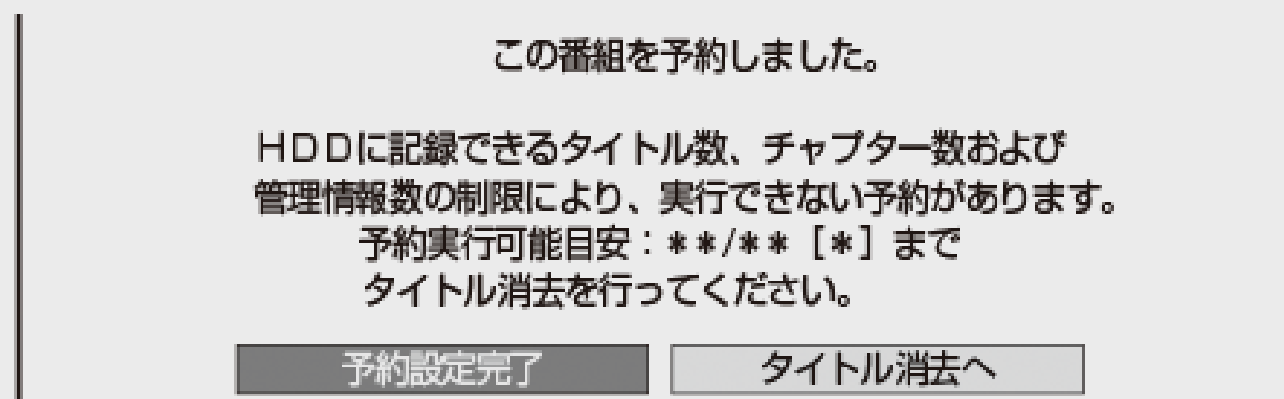 この番組を予約しました。
ＨＤＤに記録できるタイトル数、チャプター数および
管理情報数の制限により、実行できない予約があります。
予約実行可能目安：＊＊/＊＊［＊］まで
タイトル消去を行ってください。
予約設定完了
タイトル消去へ